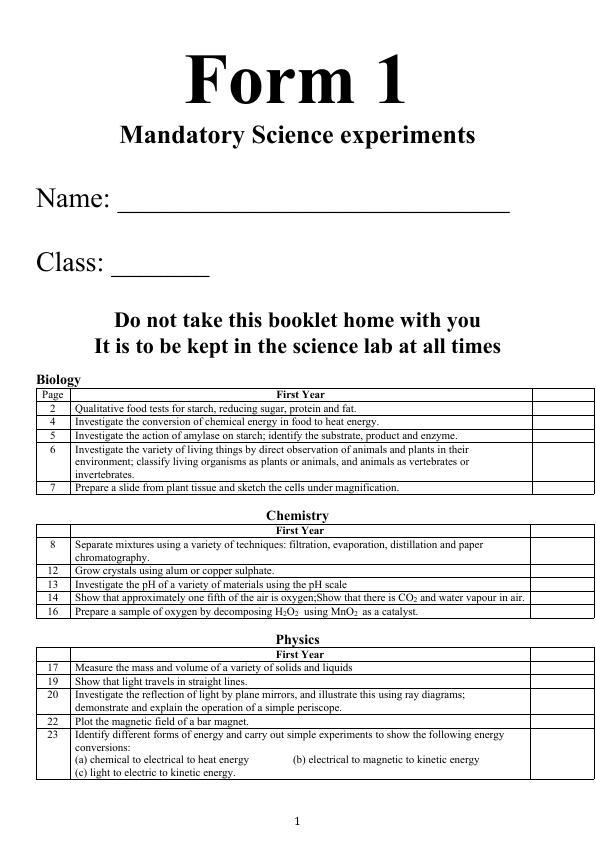 Form 1
Mandatory Science experiments
Name: ____________________________
Class: _______
Do not take this booklet home with you
It is to be kept in the science lab at all times
Biology
Page First Year
2 Qualitative food tests for starch, reducing sugar, protein and fat.
4 Investigate the conversion of chemical energy in food to heat energy.
5 Investigate the action of amylase on starch; identify the substrate, product and enzyme.
6 Investigate the variety of living things by direct observation of animals and plants in their
environment; classify living organisms as plants or animals, and animals as vertebrates or
invertebrates.
7 Prepare a slide from plant tissue and sketch the cells under magnification.
Chemistry
First Year
8 Separate mixtures using a variety of techniques: filtration, evaporation, distillation and paper
chromatography.
12 Grow crystals using alum or copper sulphate.
13 Investigate the pH of a variety of materials using the pH scale
14 Show that approximately one fifth of the air is oxygen;Show that there is CO₂ and water vapour in air.
16 Prepare a sample of oxygen by decomposing H₂O₂ using MnO₂ as a catalyst.
Physics
First Year
17 Measure the mass and volume of a variety of solids and liquids
19 Show that light travels in straight lines.
20 Investigate the reflection of light by plane mirrors, and illustrate this using ray diagrams;
demonstrate and explain the operation of a simple periscope.
22 Plot the magnetic field of a bar magnet.
23 Identify different forms of energy and carry out simple experiments to show the following energy
conversions:
(a) chemical to electrical to heat energy (b) electrical to magnetic to kinetic energy
(c) light to electric to kinetic energy.
1